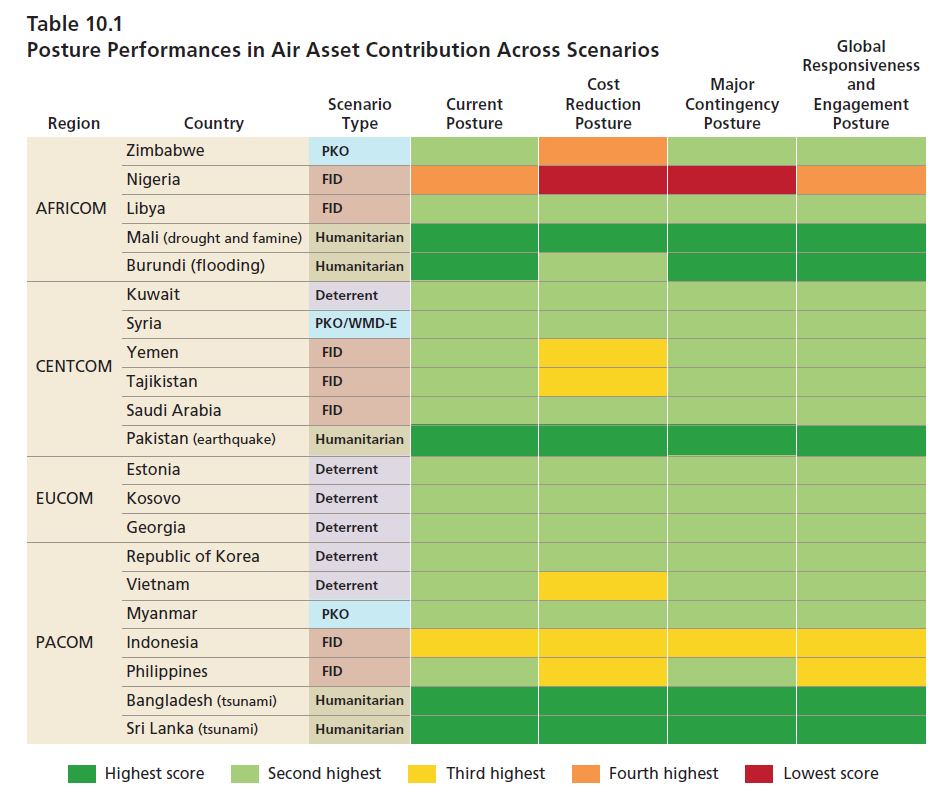 Table 10.1
Posture Performances in Air Asset Contribution Across Scenarios
Region Country Scenario Type Current Posture Cost Reduction Posture Major Contingency Posture Global Responsiveness and Engagement Posture
AFRICOM
Zimbabwe PKO
Nigeria FID
Libya FID
Mali (drought and famine) Humanitarian
Burundi (flooding) Humanitarian
CENTCOM
Kuwait Deterrent
Syria PKO/WMD-E
Yemen FID
Tajikistan FID
Saudi Arabia FID
Pakistan (earthquake) Humanitarian
EUCOM
Estonia Deterrent
Kosovo Deterrent
Georgia Deterrent
PACOM
Republic of Korea Deterrent
Vietnam Deterrent
Myanmar PKO
Indonesia FID
Philippines FID
Bangladesh (tsunami) Humanitarian
Sri Lanka (tsunami) Humanitarian
Highest score Second highest Third highest Fourth highest Lowest score